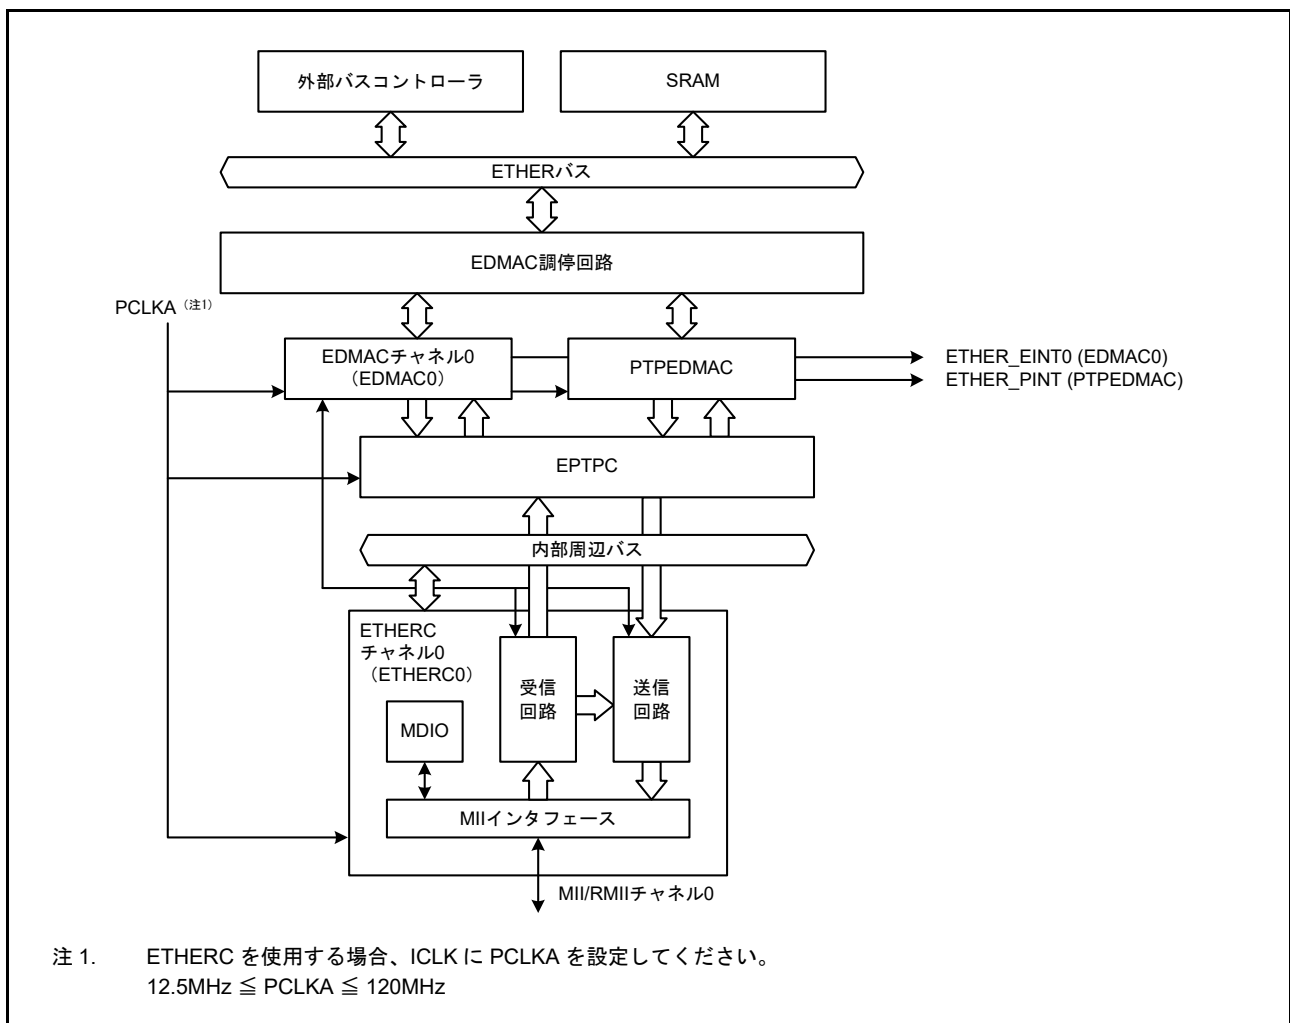 外部バスコントローラ
SRAM
ETHERバス
EDMAC調停回路
PCLKA（注1）
EDMACチャネル0
（EDMAC0）
PTPEDMAC
ETHER_EINT0 (EDMAC0)
ETHER_PINT (PTPEDMAC)
EPTPC
内部周辺バス
ETHERC
チャネル0
（ETHERC0）
受信
回路
送信
回路
MDIO
MIIインタフェース
MII/RMIIチャネル0
注 1. ETHERC を使用する場合、ICLK に PCLKA を設定してください。
12.5MHz ≦ PCLKA ≦ 120MHz